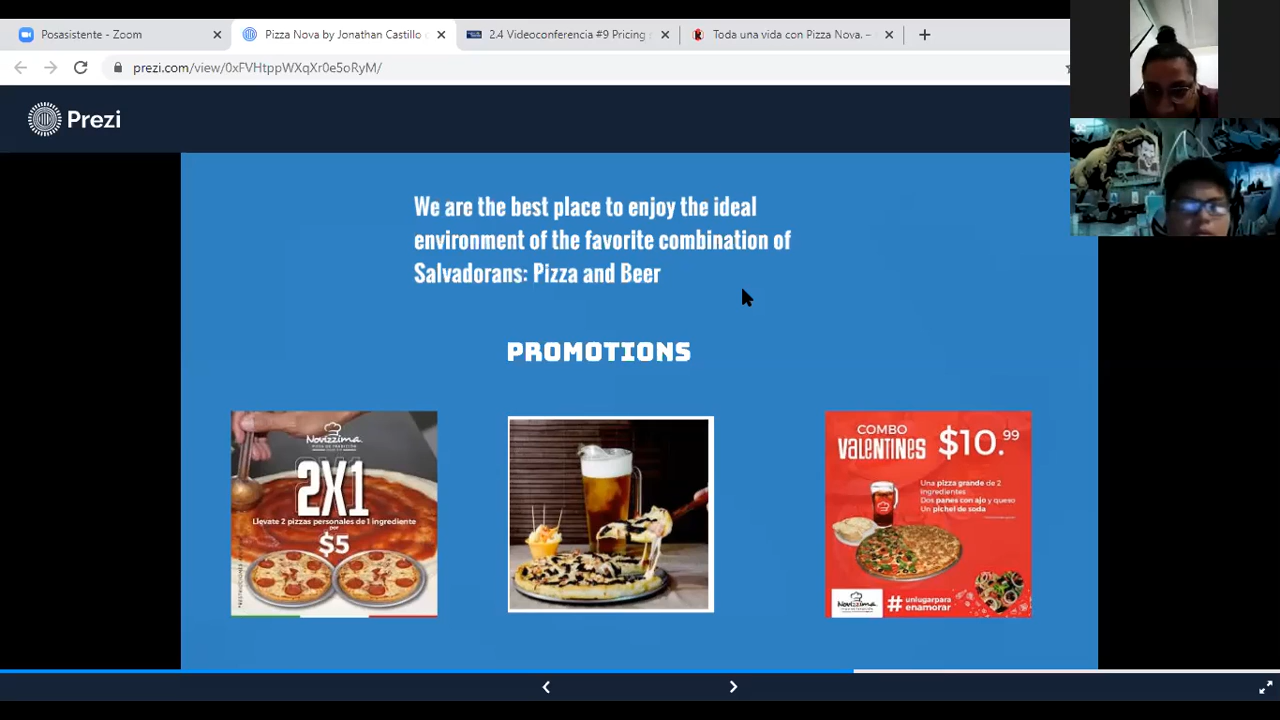 Posasistente - Zoom
Pizza Nova by Jonathan Castillo
2.4 Videoconferencia #9 Pricing
Toda una vida con Pizza Nova. –
prezi.com/view/0xFVHtppWXqXr0e5oRyM/
Prezi
We are the best place to enjoy the ideal
environment of the favorite combination of
Salvadorans: Pizza and Beer
PROMOTIONS
Novizzima
2X1
Llevate 2 pizzas personales de 1 ingrediente
por
$5
COMBO
VALENTINES
$10.99
Una pizza grande de 2
ingredientes
Dos panes con ajo y queso
Un pichel de soda
Novizzima
#unlugarpara
enamorar